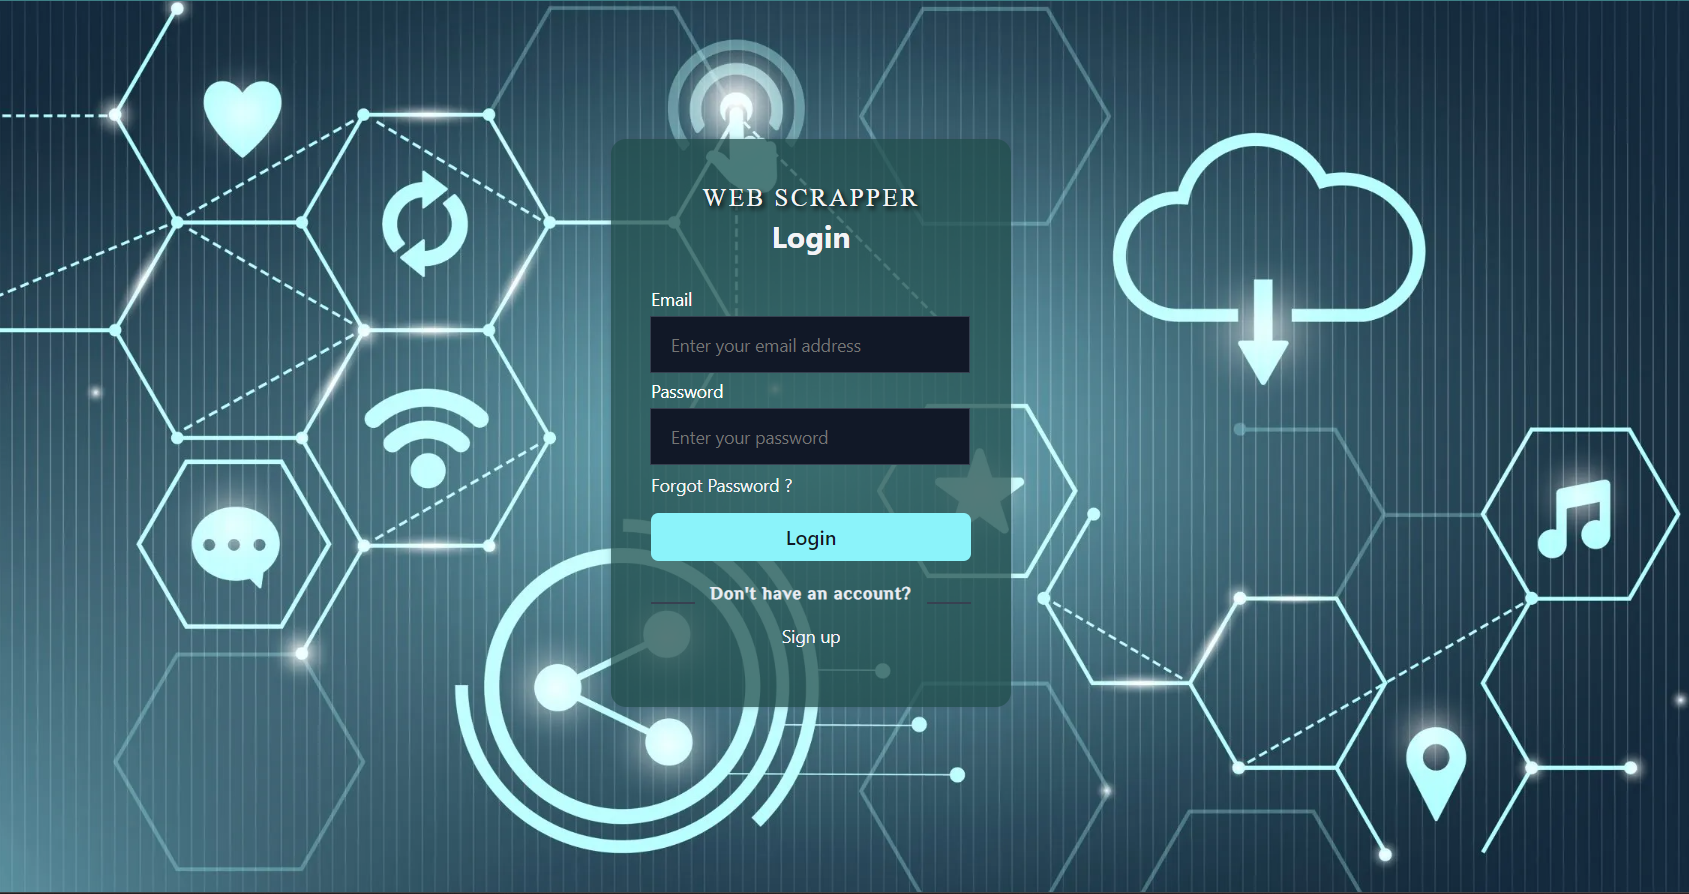 WEB SCRAPPER
Login
Email
Enter your email address
Password
Enter your password
Forgot Password ?
Login
Don't have an account?
Sign up